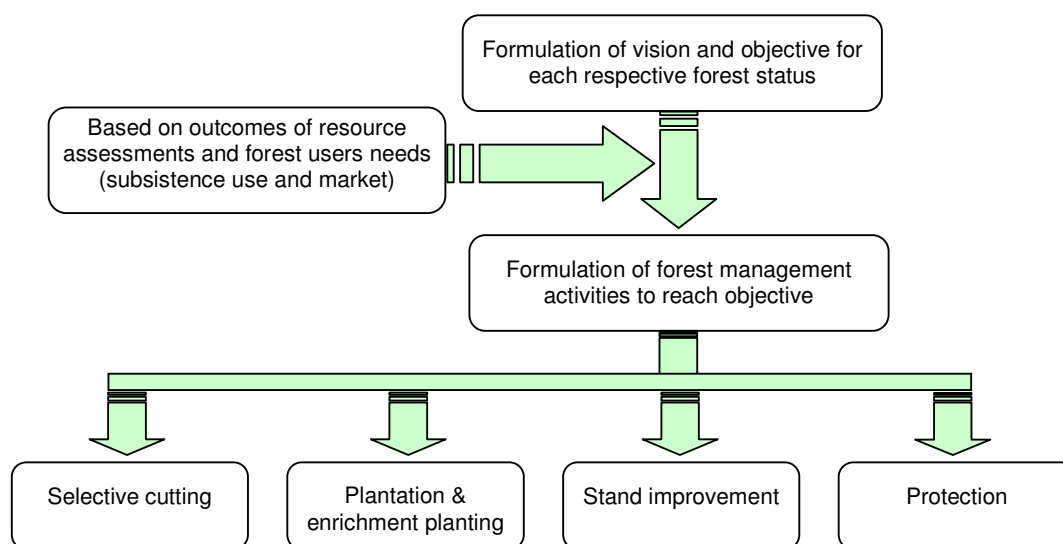 Formulation of vision and objective for
each respective forest status
Based on outcomes of resource
assessments and forest users needs
(subsistence use and market)
Formulation of forest management
activities to reach objective
Selective cutting
Plantation &
enrichment planting
Stand improvement
Protection